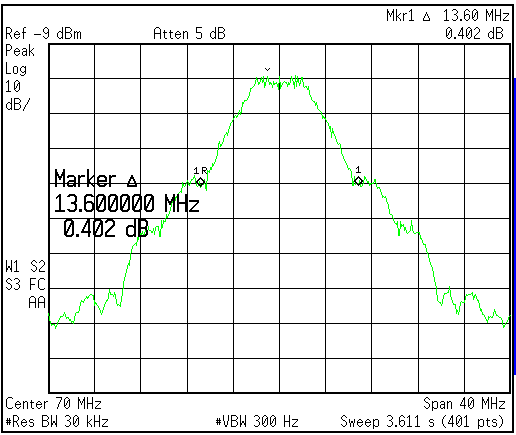 Mkr1 Δ 13.60 MHz
Ref -9 dBm Atten 5 dB 0.402 dB
Peak
Log
10
dB/
1R 1
Marker Δ
13.600000 MHz
0.402 dB
W1 S2
S3 FC
AA
Center 70 MHz Span 40 MHz
#Res BW 30 kHz #VBW 300 Hz Sweep 3.611 s (401 pts)